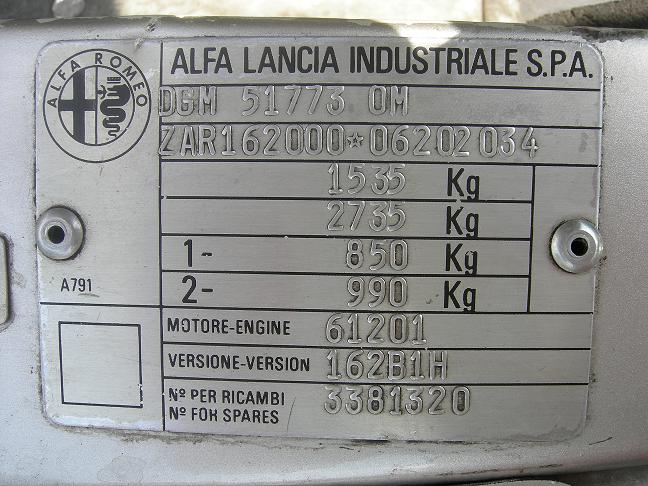 ALFA ROMEO
ALFA LANCIA INDUSTRIALE S.P.A.
DGM 51773 OM
ZAR162000*06202034
1535 Kg
2735 Kg
1- 850 Kg
2- 990 Kg
A791
MOTORE-ENGINE 61201
VERSIONE-VERSION 162B1H
Nº PER RICAMBI
Nº FOR SPARES 3381320